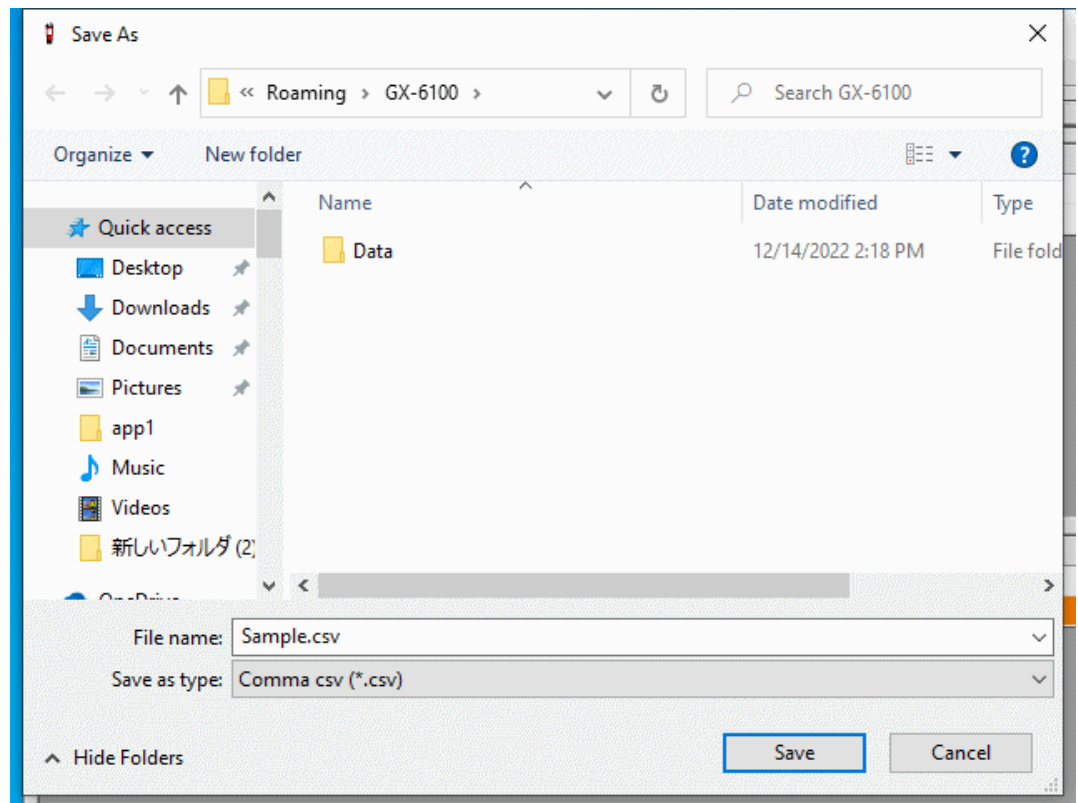 Save As
« Roaming › GX-6100 ›
Search GX-6100
Organize
New folder
?
Name
Date modified
Type
Quick access
Data
12/14/2022 2:18 PM
File fold
Desktop
Downloads
Documents
Pictures
app1
Music
Videos
新しいフォルダ (2)
OneDrive
File name: Sample.csv
Save as type: Comma csv (*.csv)
Hide Folders
Save
Cancel